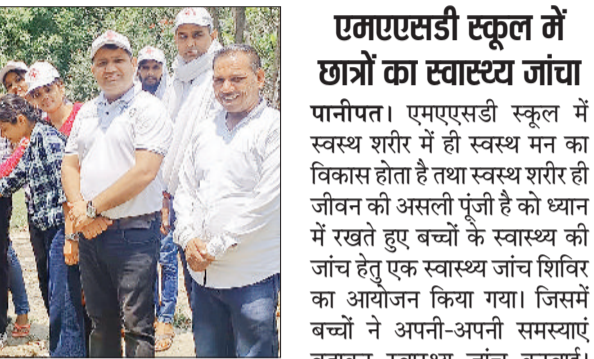 एमएएसडी स्कूल में
छात्रों का स्वास्थ्य जांचा
पानीपत। एमएएसडी स्कूल में
स्वस्थ शरीर में ही स्वस्थ मन का
विकास होता है तथा स्वस्थ शरीर ही
जीवन की असली पूंजी है को ध्यान
में रखते हुए बच्चों के स्वास्थ्य की
जांच हेतु एक स्वास्थ्य जांच शिविर
का आयोजन किया गया। जिसमें
बच्चों ने अपनी-अपनी समस्याएं